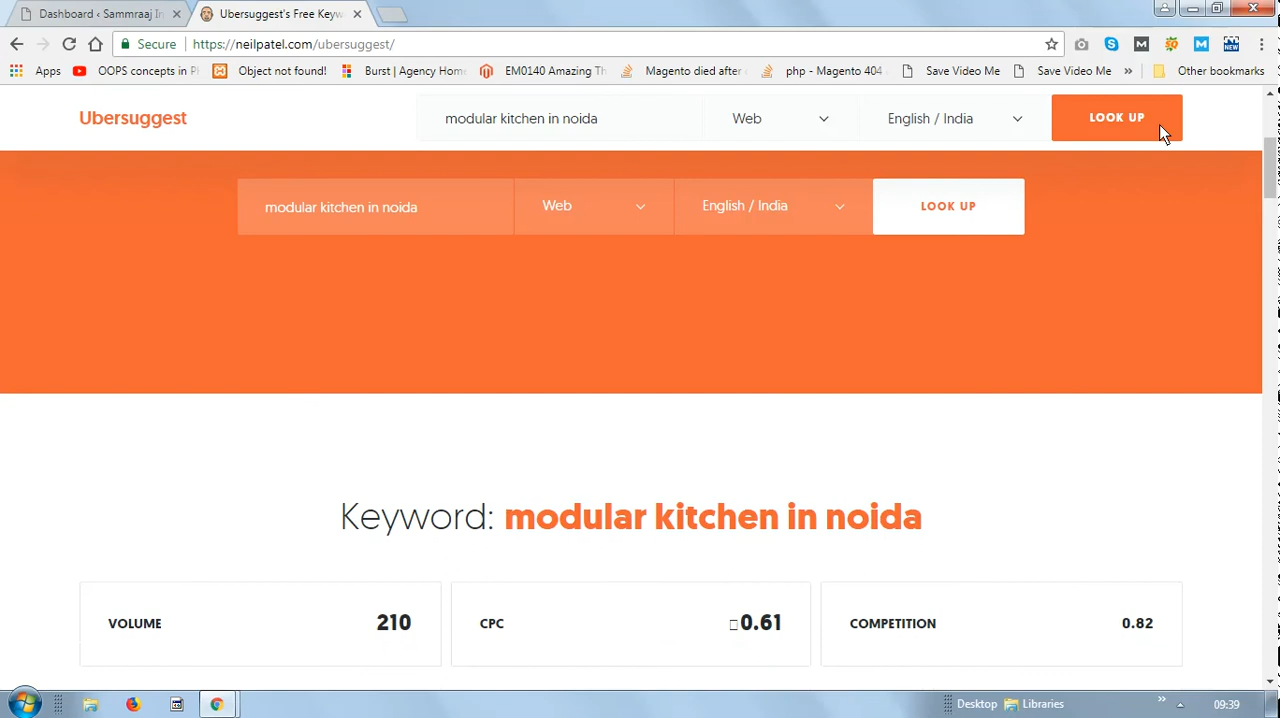 Dashboard ‹ Sammraaj In
Ubersuggest's Free Keyw
Secure
https://neilpatel.com/ubersuggest/
Apps
OOPS concepts in P
Object not found!
Burst | Agency Home
EM0140 Amazing Th
Magento died after
php - Magento 404
Save Video Me
Save Video Me
»
Other bookmarks
Ubersuggest
modular kitchen in noida
Web
English / India
LOOK UP
modular kitchen in noida
Web
English / India
LOOK UP
Keyword: modular kitchen in noida
VOLUME
210
CPC
0.61
COMPETITION
0.82
Desktop
Libraries
»
09:39